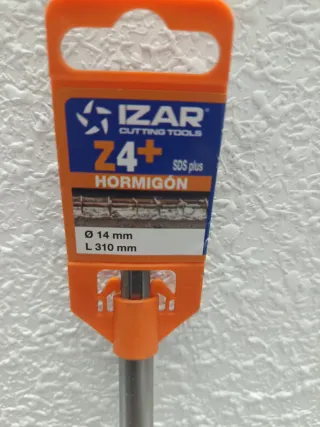 IZAR®
CUTTING TOOLS
Z4+
SDS plus
HORMIGÓN
Ø 14 mm
L 310 mm